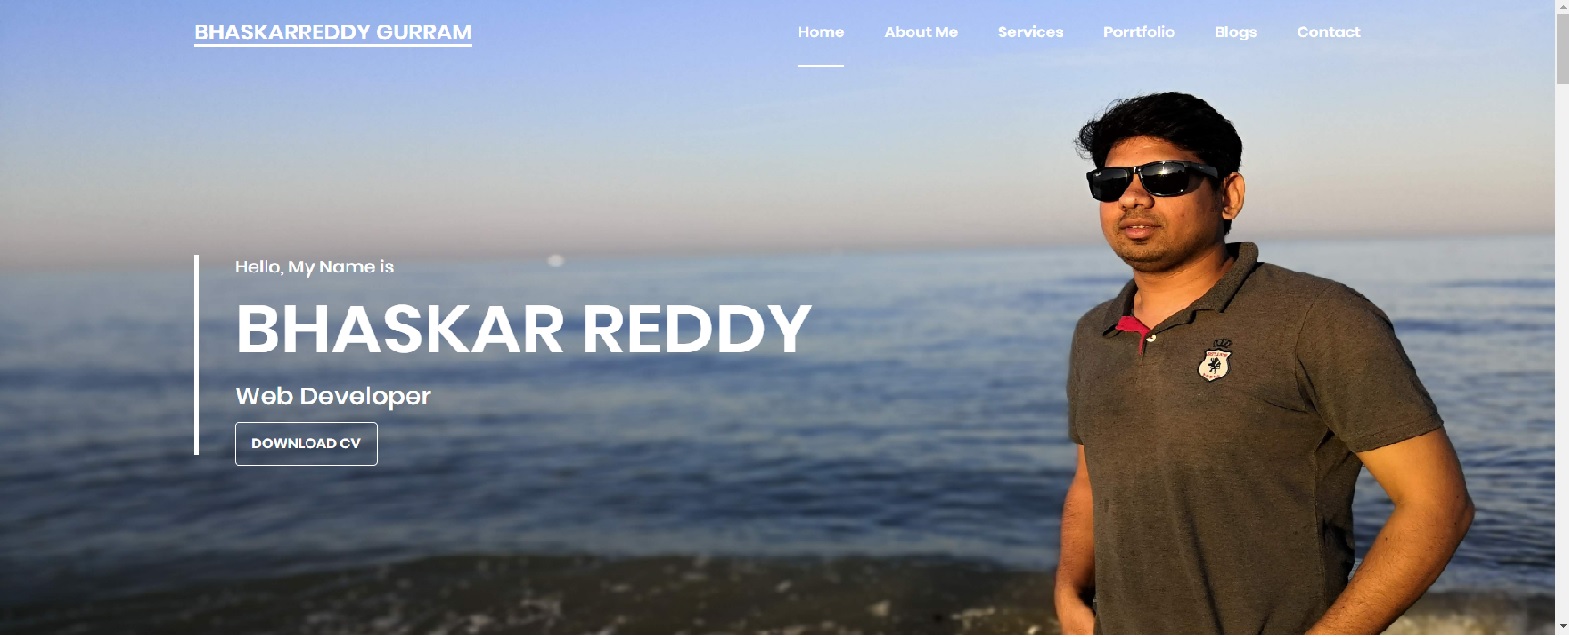 BHASKARREDDY GURRAM
Home About Me Services Porrtfolio Blogs Contact
Hello, My Name is
BHASKAR REDDY
Web Developer
DOWNLOAD CV